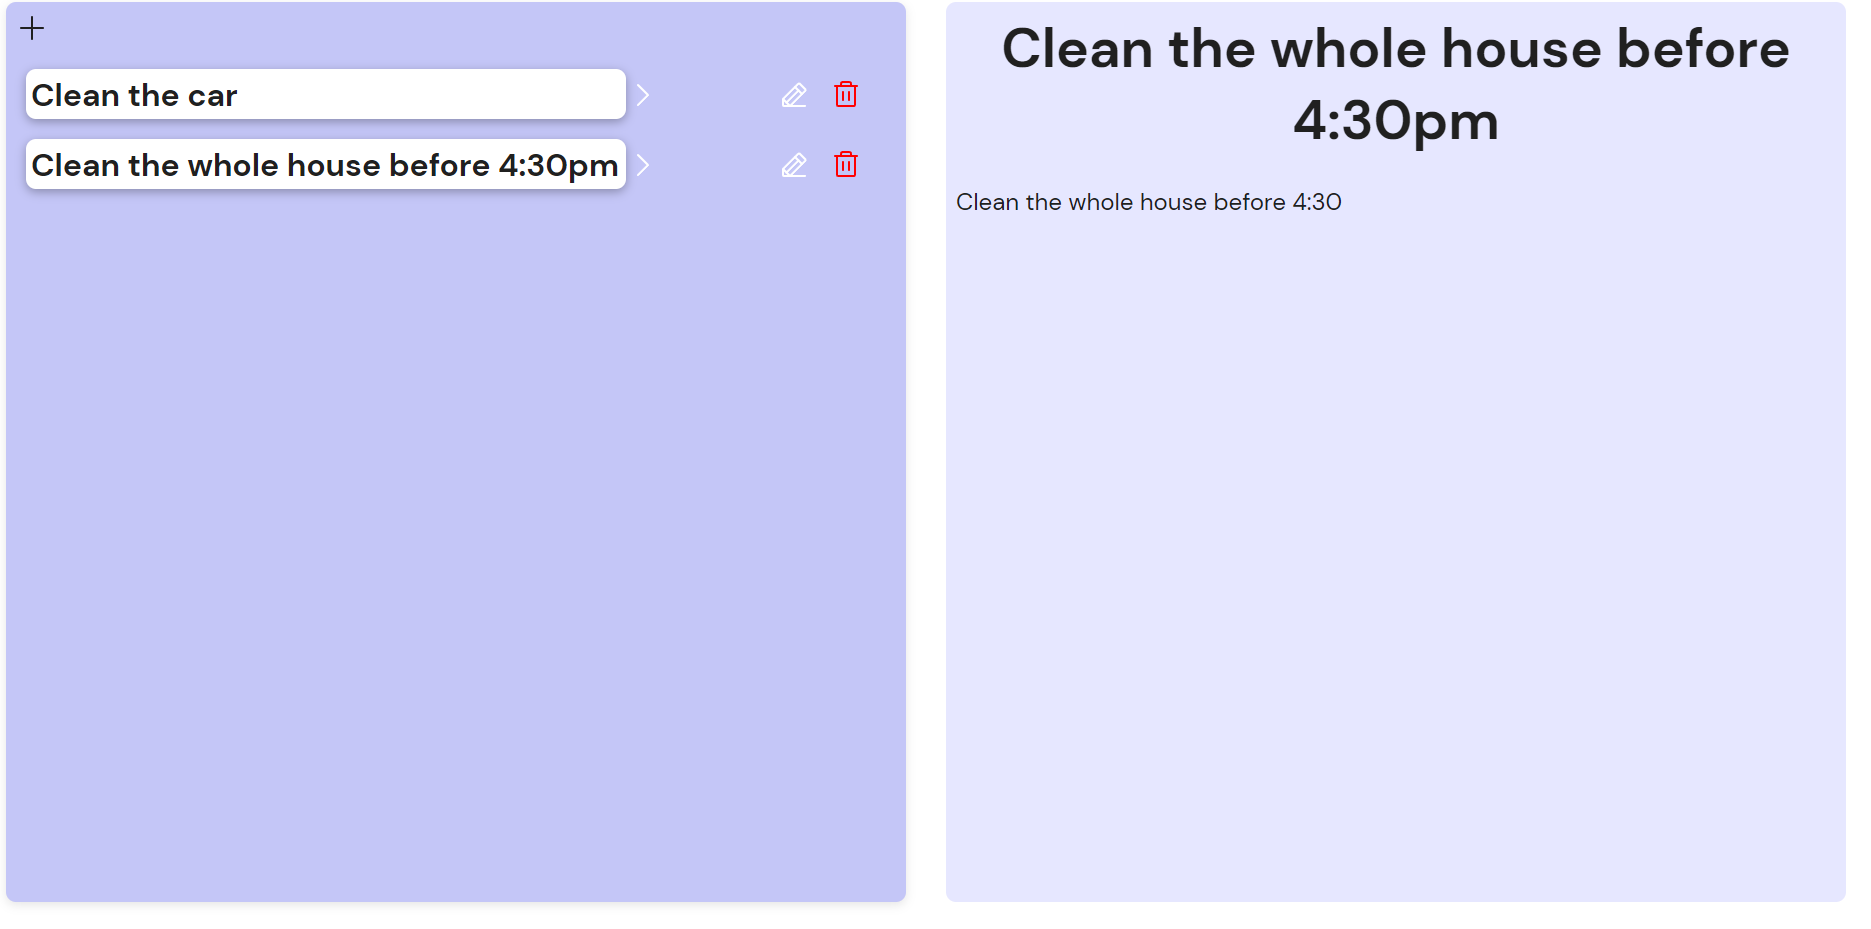 Clean the car
Clean the whole house before 4:30pm
Clean the whole house before
4:30pm
Clean the whole house before 4:30